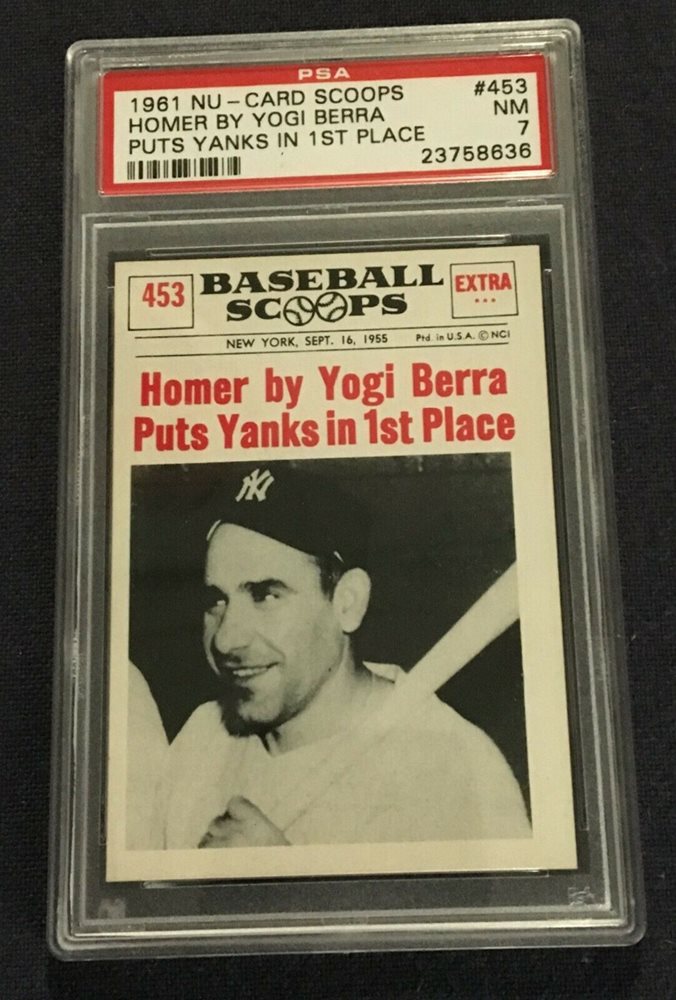 PSA
1961 NU-CARD SCOOPS #453
HOMER BY YOGI BERRA NM
PUTS YANKS IN 1ST PLACE 7
23758636
453 BASEBALL SCOOPS EXTRA
NEW YORK, SEPT. 16, 1955 Ptd. in U.S.A. © NCI
Homer by Yogi Berra
Puts Yanks in 1st Place
NY